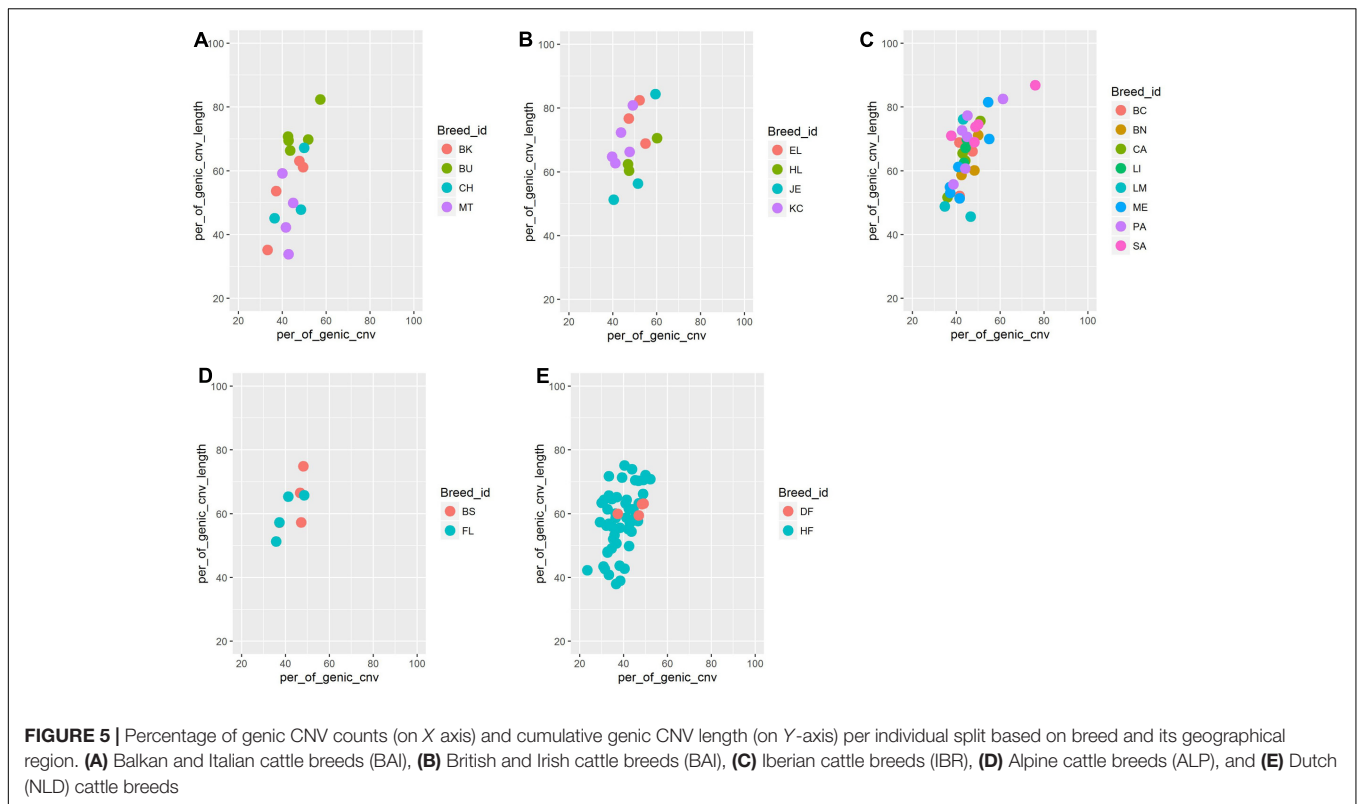 A
100
80
60
40
20
per_of_genic_cnv_length
20 40 60 80 100
per_of_genic_cnv
Breed_id
BK
BU
CH
MT
B
100
80
60
40
20
per_of_genic_cnv_length
20 40 60 80 100
per_of_genic_cnv
Breed_id
EL
HL
JE
KC
C
100
80
60
40
20
per_of_genic_cnv_length
20 40 60 80 100
per_of_genic_cnv
Breed_id
BC
BN
CA
LI
LM
ME
PA
SA
D
100
80
60
40
20
per_of_genic_cnv_length
20 40 60 80 100
per_of_genic_cnv
Breed_id
BS
FL
E
100
80
60
40
20
per_of_genic_cnv_length
20 40 60 80 100
per_of_genic_cnv
Breed_id
DF
HF
FIGURE 5 | Percentage of genic CNV counts (on X axis) and cumulative genic CNV length (on Y-axis) per individual split based on breed and its geographical
region. (A) Balkan and Italian cattle breeds (BAI), (B) British and Irish cattle breeds (BAI), (C) Iberian cattle breeds (IBR), (D) Alpine cattle breeds (ALP), and (E) Dutch
(NLD) cattle breeds